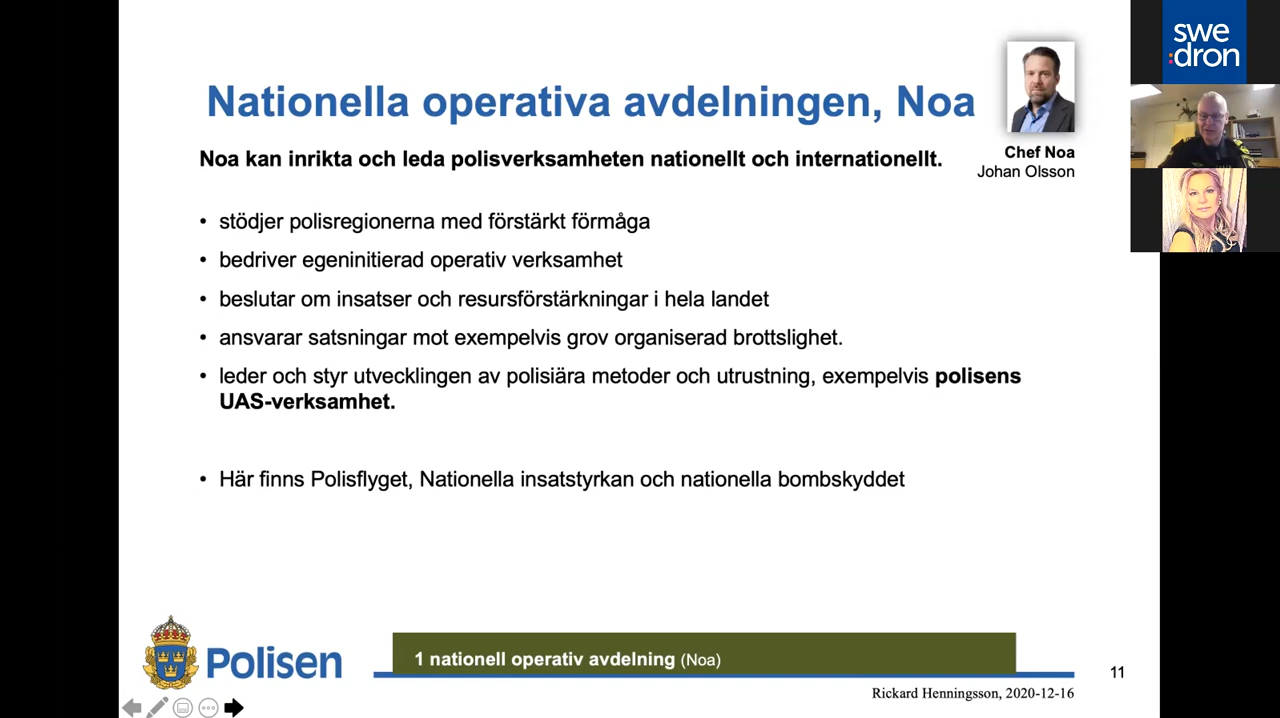 swe
:dron
Nationella operativa avdelningen, Noa
Noa kan inrikta och leda polisverksamheten nationellt och internationellt.
Chef Noa
Johan Olsson
• stödjer polisregionerna med förstärkt förmåga
• bedriver egeninitierad operativ verksamhet
• beslutar om insatser och resursförstärkningar i hela landet
• ansvarar satsningar mot exempelvis grov organiserad brottslighet.
• leder och styr utvecklingen av polisiära metoder och utrustning, exempelvis polisens
UAS-verksamhet.
• Här finns Polisflyget, Nationella insatstyrkan och nationella bombskyddet
Polisen
1 nationell operativ avdelning (Noa)
11
Rickard Henningsson, 2020-12-16